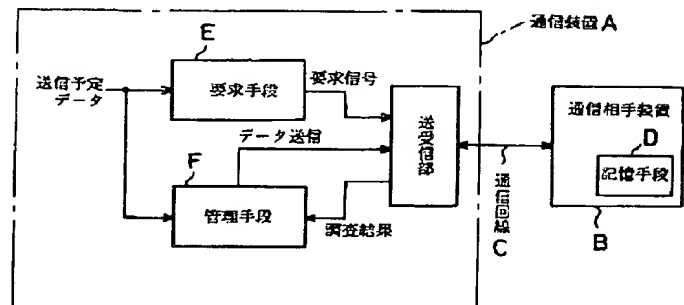 通信装置 A
E
送信予定
データ
要求手段
要求信号
通信相手装置
データ送信
送受信部
D
記憶手段
F
管理手段
調査結果
通信回線
C
B